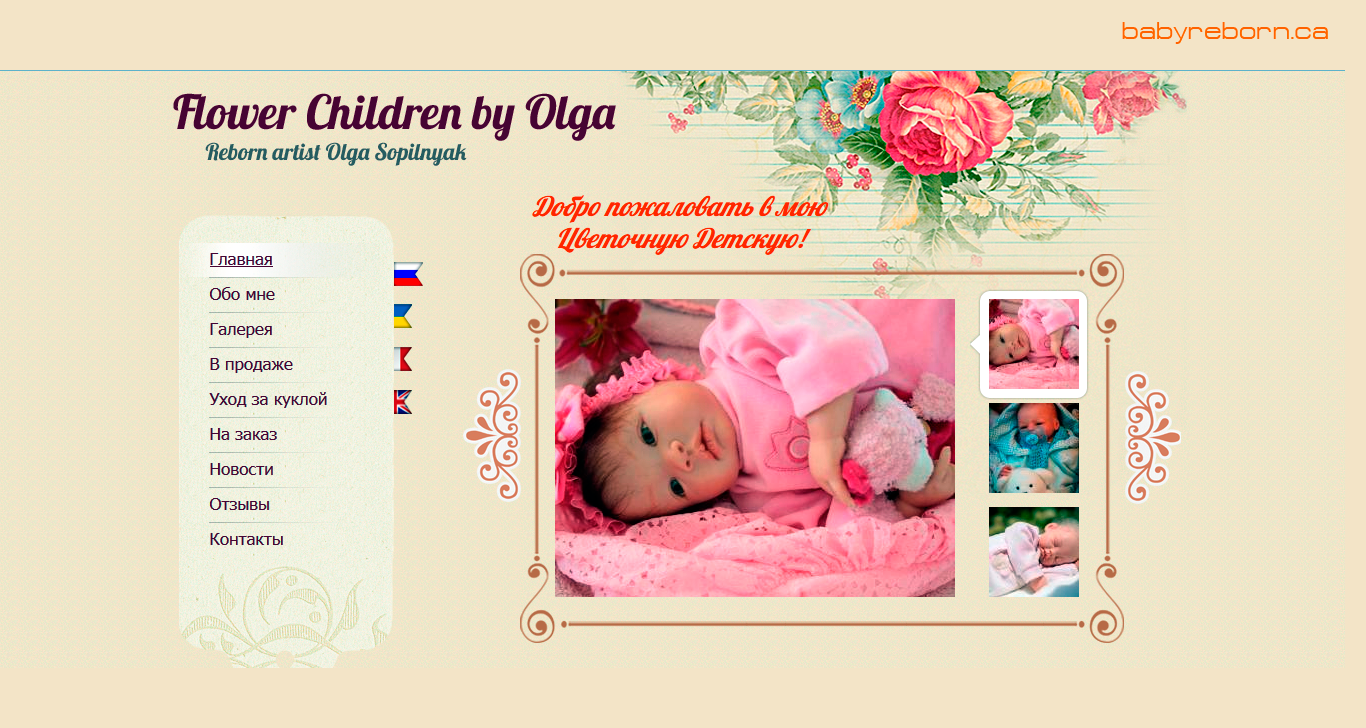 babyreborn.ca
Flower Children by Olga
Reborn artist Olga Sopilnyak
Добро пожаловать в мою
Цветочную Детскую!
Главная
Обо мне
Галерея
В продаже
Уход за куклой
На заказ
Новости
Отзывы
Контакты